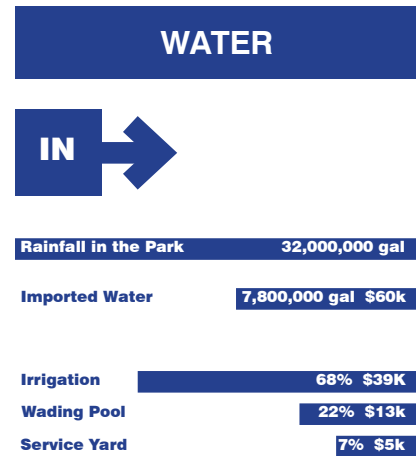 WATER
IN
Rainfall in the Park 32,000,000 gal
Imported Water 7,800,000 gal $60k
Irrigation 68% $39K
Wading Pool 22% $13k
Service Yard 7% $5k